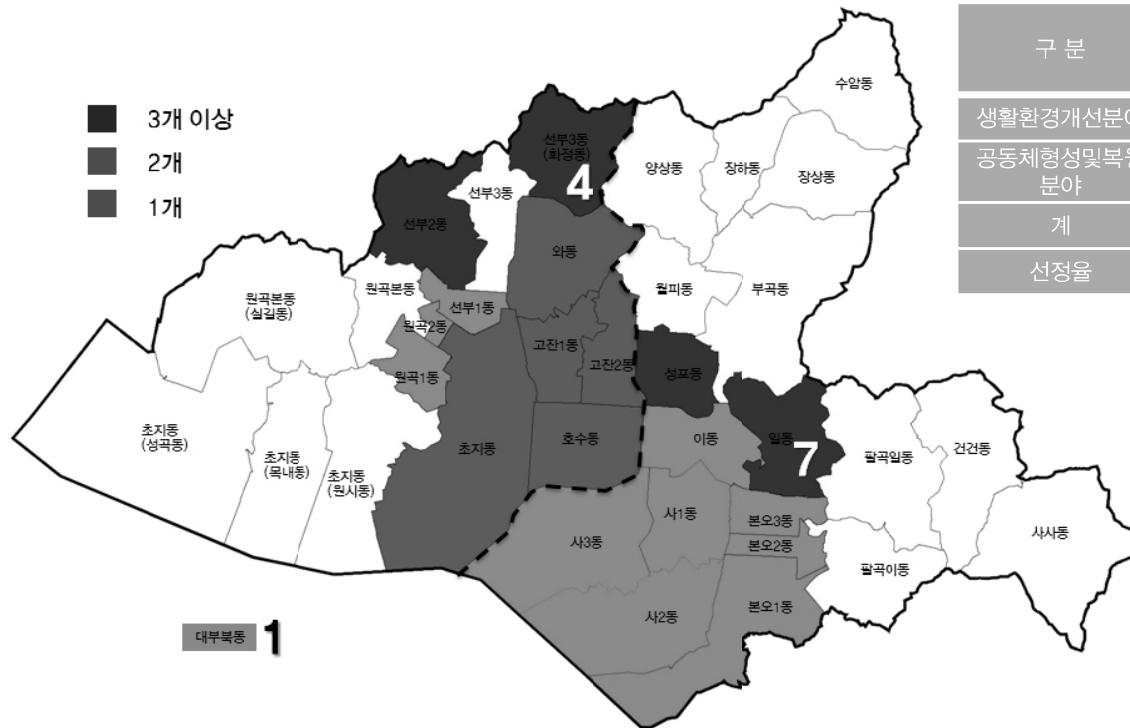 구 분
수암동
3개 이상
생활환경개선분야
선부3동
(화정동)
4
2개
양상동
장하동
장상동
공동체형성및복원
분야
1개
선부3동
선부2동
계
와동
선정율
원곡본동
(실길동)
원곡본동
월피동
부곡동
선부1동
원곡2동
고잔1동
고잔2동
원곡1동
성포동
초지동
(성곡동)
초지동
(목내동)
초지동
(원시동)
초지동
호수동
이동
일동
7
팔곡일동
건건동
사1동
본오3동
사3동
본오2동
사사동
팔곡이동
사2동
본오1동
대부북동
1